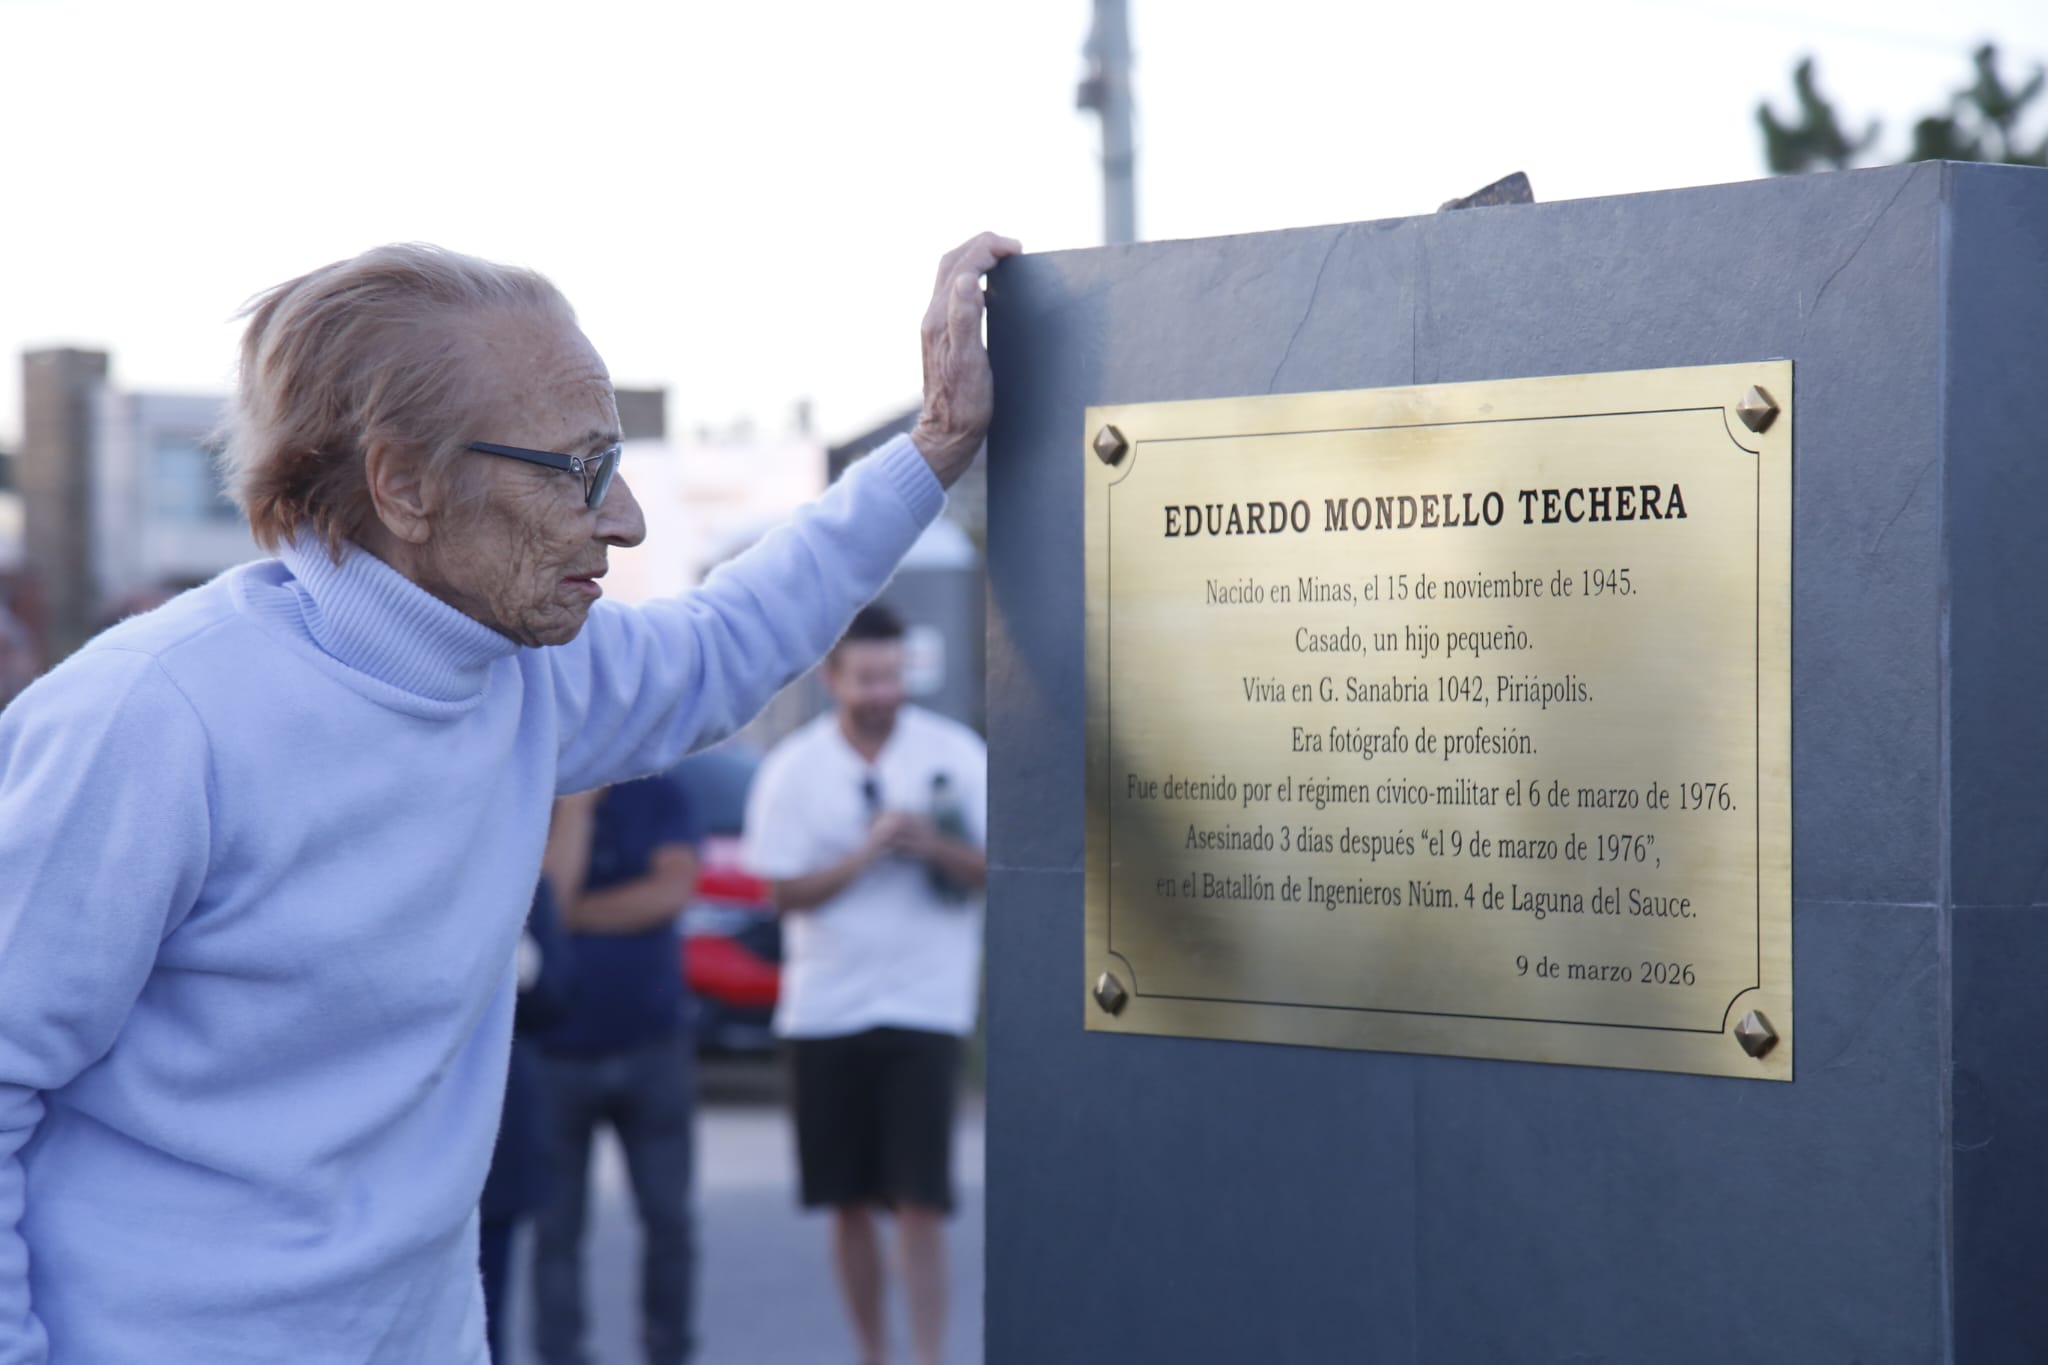 EDUARDO MONDELLO TECHERA
Nacido en Minas, el 15 de noviembre de 1945.
Casado, un hijo pequeño.
Vivía en G. Sanabria 1042, Piriápolis.
Era fotógrafo de profesión.
Fue detenido por el régimen cívico-militar el 6 de marzo de 1976.
Asesinado 3 días después “el 9 de marzo de 1976”,
en el Batallón de Ingenieros Núm. 4 de Laguna del Sauce.
9 de marzo 2026